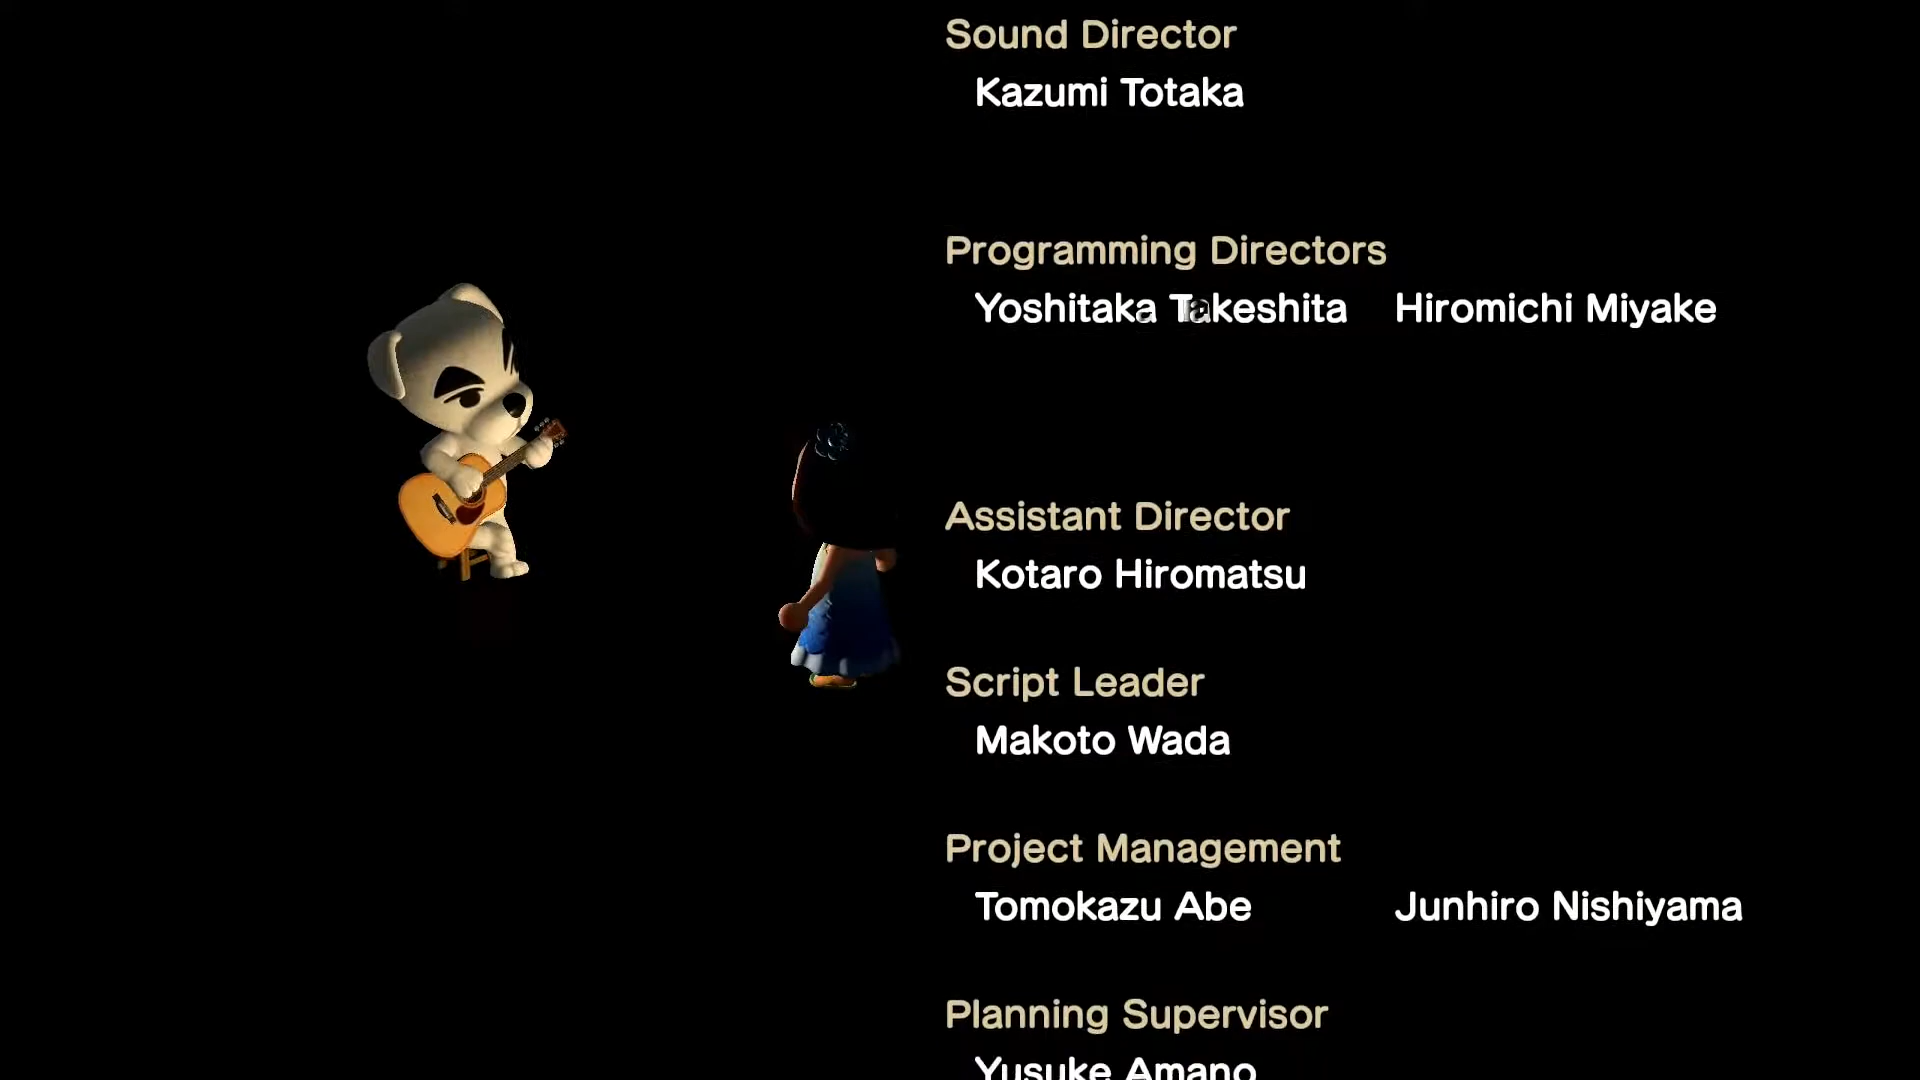 Sound Director
Kazumi Totaka
Programming Directors
Yoshitaka Takeshita Hiromichi Miyake
Assistant Director
Kotaro Hiromatsu
Script Leader
Makoto Wada
Project Management
Tomokazu Abe Junhiro Nishiyama
Planning Supervisor
Yusuke Amano